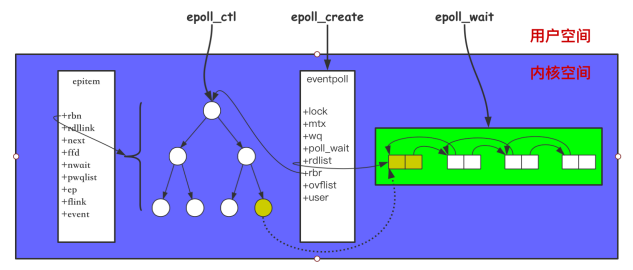 epoll_ctl
epoll_create
epoll_wait
用户空间
内核空间
epitem
+rbn
+rdllink
+next
+ffd
+nwait
+pwqlist
+ep
+flink
+event
eventpoll
+lock
+mtx
+wq
+poll_wait
+rdlist
+rbr
+ovflist
+user